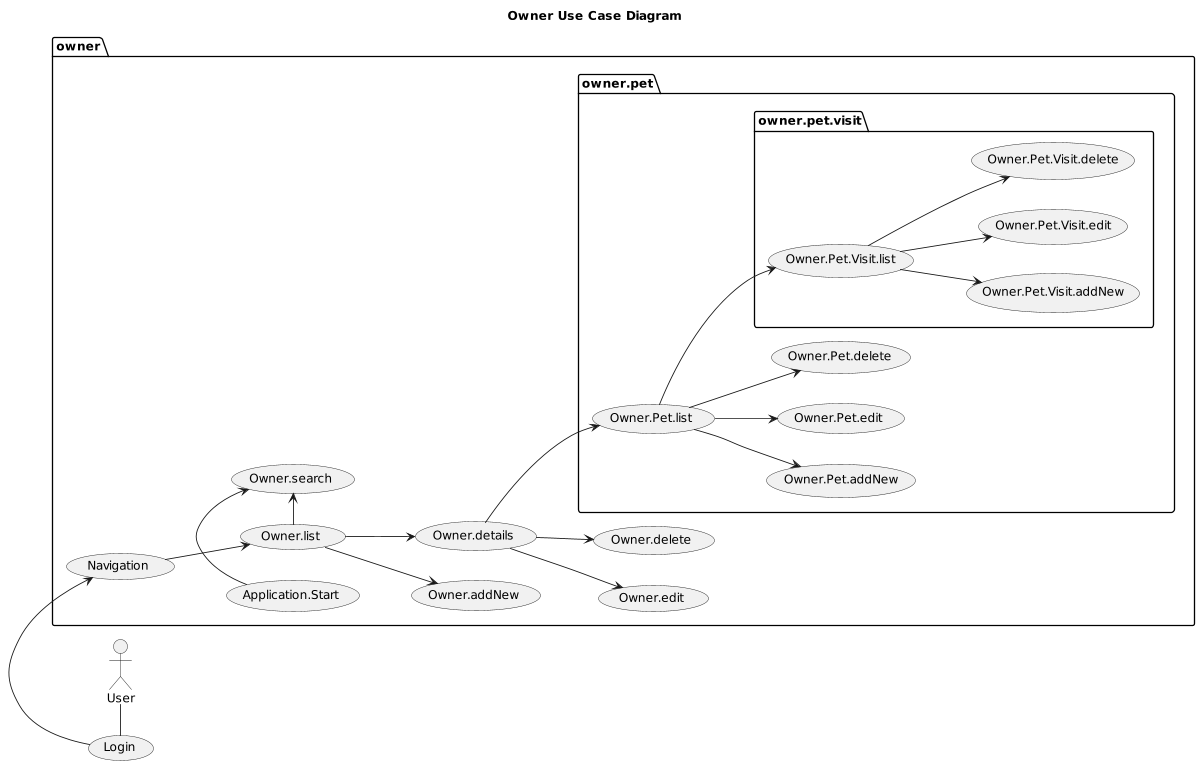 Owner Use Case Diagram
owner
owner.pet
owner.pet.visit
Owner.Pet.Visit.delete
Owner.Pet.Visit.edit
Owner.Pet.Visit.list
Owner.Pet.Visit.addNew
Owner.Pet.delete
Owner.Pet.list
Owner.Pet.edit
Owner.Pet.addNew
Owner.search
Owner.list
Owner.details
Owner.delete
Navigation
Application.Start
Owner.addNew
Owner.edit
User
Login